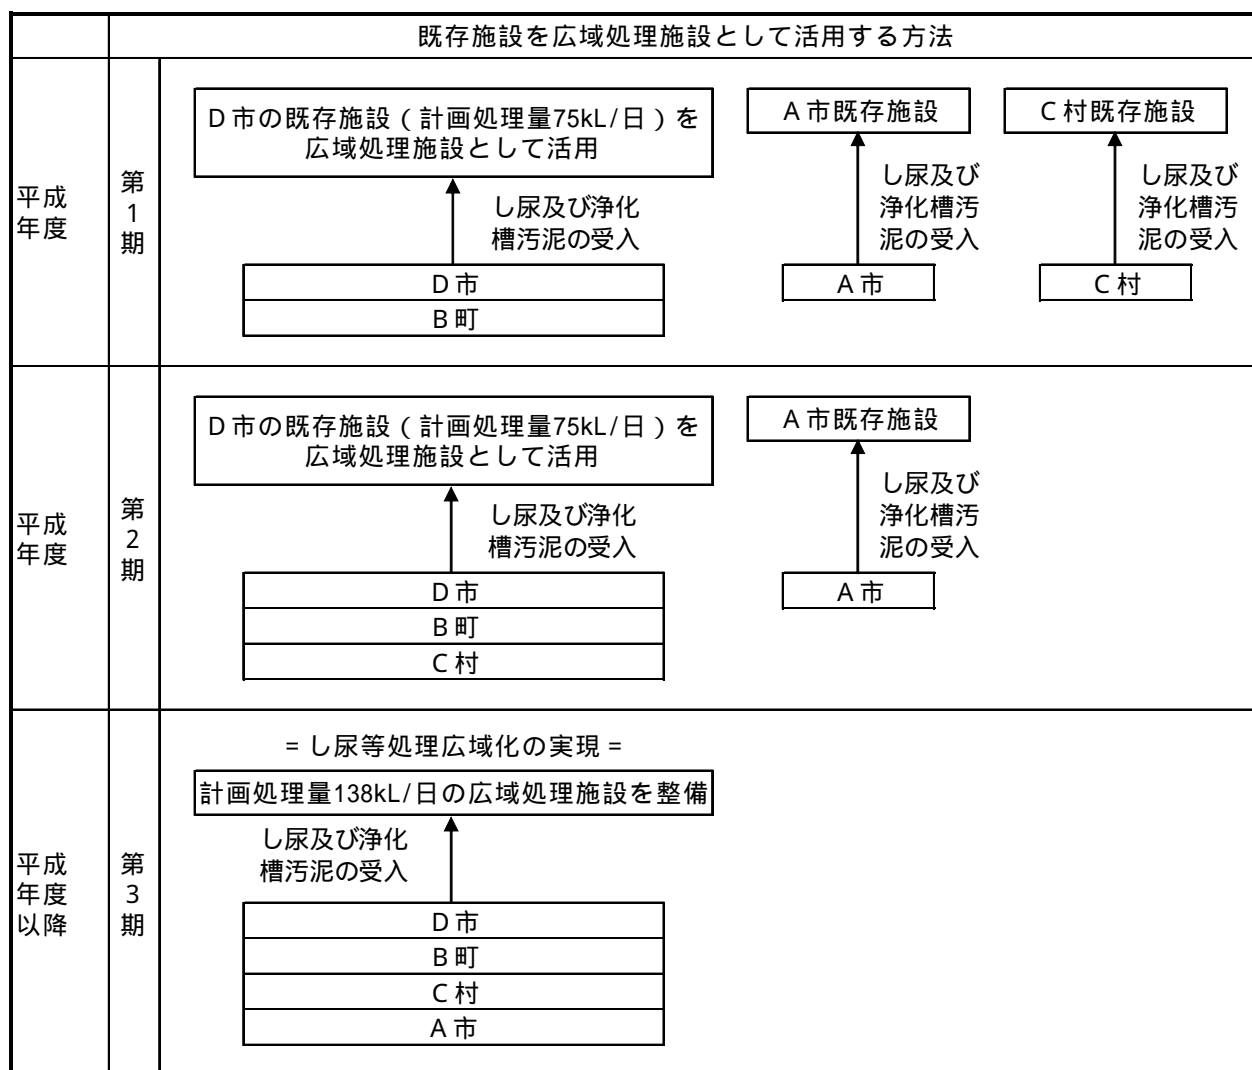 既存施設を広域処理施設として活用する方法
平成
年度
第
1
期
D市の既存施設（計画処理量75kL/日）を
広域処理施設として活用
し尿及び浄化
槽汚泥の受入
D市
B町
A市既存施設
し尿及び
浄化槽汚
泥の受入
A市
C村既存施設
し尿及び
浄化槽汚
泥の受入
C村
平成
年度
第
2
期
D市の既存施設（計画処理量75kL/日）を
広域処理施設として活用
し尿及び浄化
槽汚泥の受入
D市
B町
C村
A市既存施設
し尿及び
浄化槽汚
泥の受入
A市
平成
年度
以降
第
3
期
=し尿等処理広域化の実現=
計画処理量138kL/日の広域処理施設を整備
し尿及び浄化
槽汚泥の受入
D市
B町
C村
A市